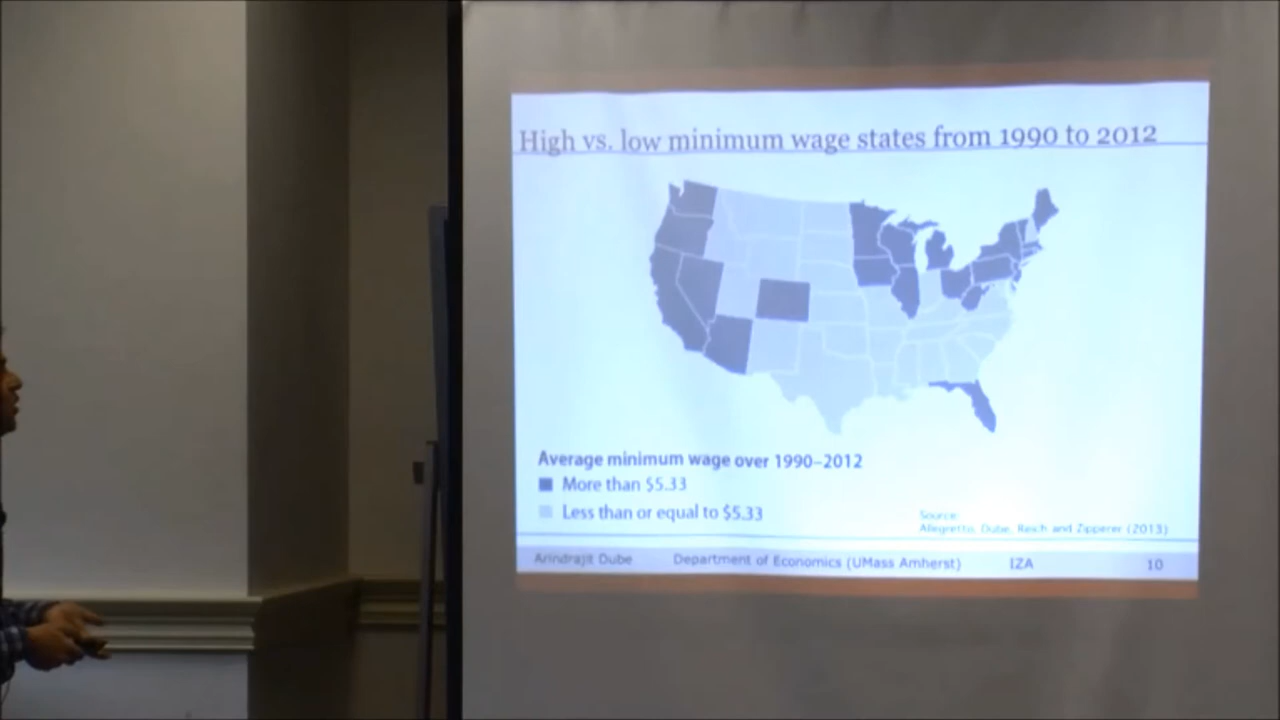 High vs. low minimum wage states from 1990 to 2012
Average minimum wage over 1990–2012
More than $5.33
Less than or equal to $5.33
Source:
Allegretto, Dube, Reich and Zipperer (2013)
Arindrajit Dube Department of Economics (UMass Amherst) IZA 10